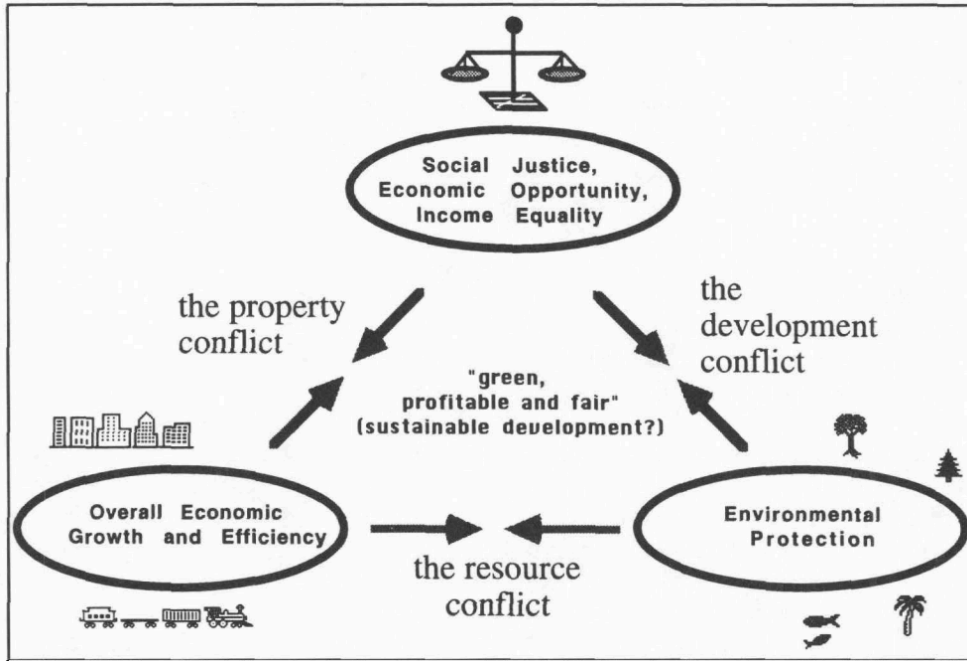 Social Justice,
Economic Opportunity,
Income Equality
the property
conflict
the
development
conflict
"green,
profitable and fair"
(sustainable development?)
Overall Economic
Growth and Efficiency
Environmental
Protection
the resource
conflict